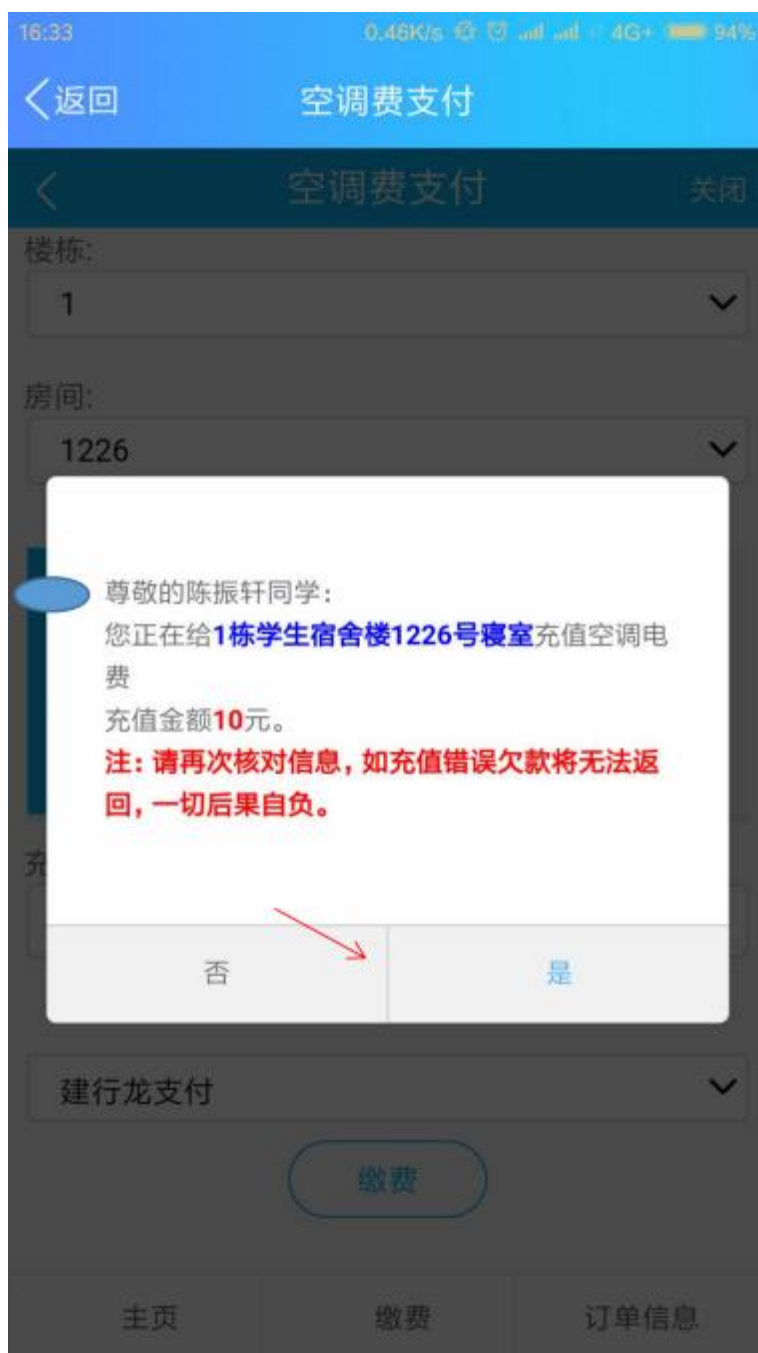 16:33 0.46K/s 4G+ 94%
返回 空调费支付
空调费支付 关闭
楼栋:
1
房间:
1226
尊敬的陈振轩同学:
您正在给1栋学生宿舍楼1226号寝室充值空调电
费
充值金额10元。
注: 请再次核对信息, 如充值错误欠款将无法返
回, 一切后果自负。
充
否 是
建行龙支付
缴费
主页 缴费 订单信息